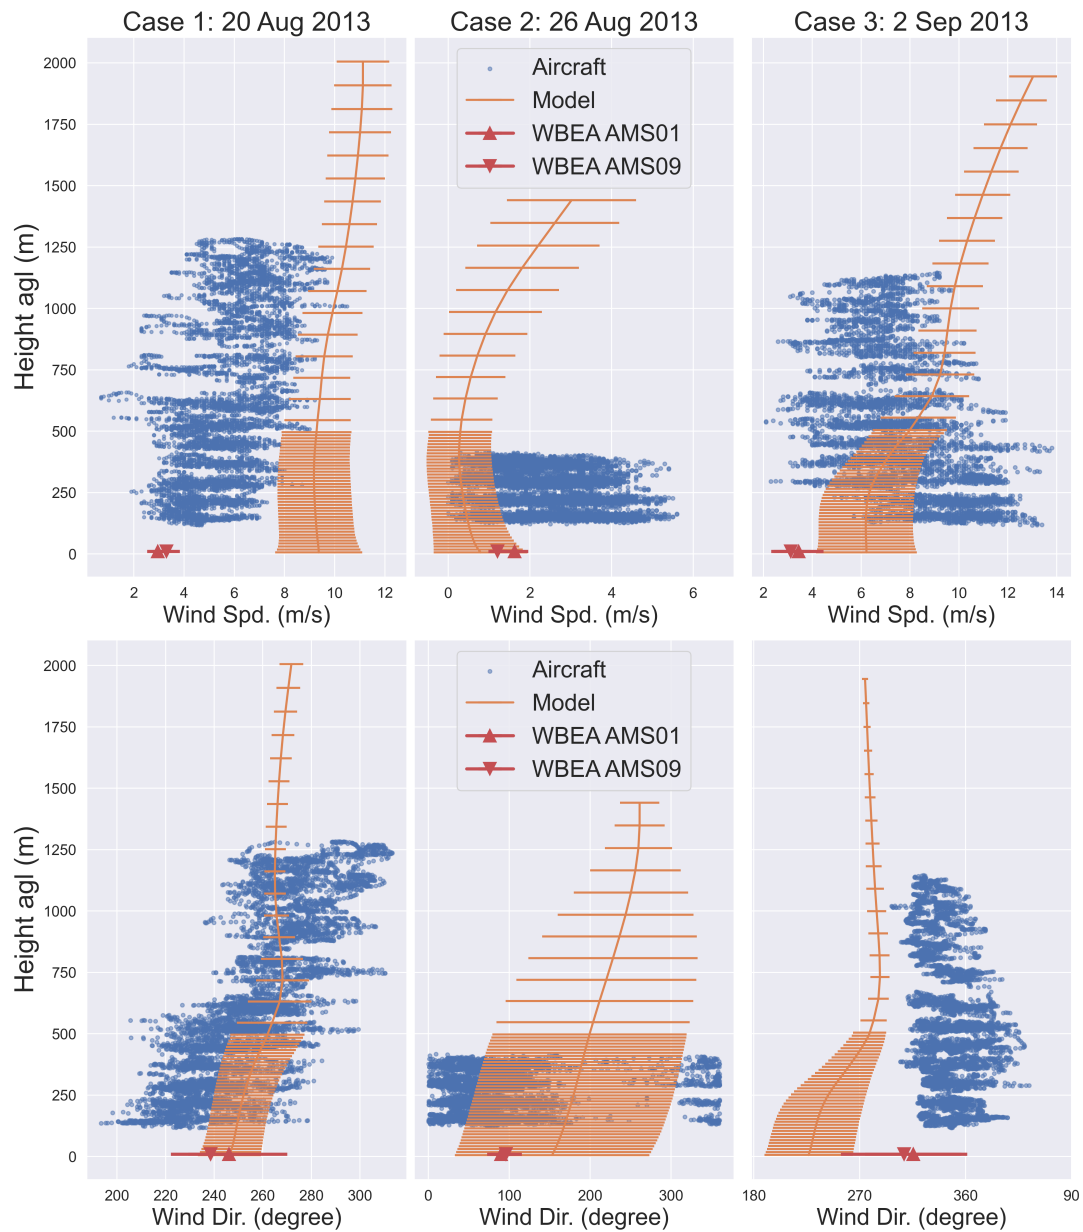 Case 1: 20 Aug 2013
Case 2: 26 Aug 2013
Case 3: 2 Sep 2013
Height agl (m)
2000
1750
1500
1250
1000
750
500
250
0
Aircraft
Model
WBEA AMS01
WBEA AMS09
2 4 6 8 10 12
0 2 4 6
2 4 6 8 10 12 14
Wind Spd. (m/s)
Wind Spd. (m/s)
Wind Spd. (m/s)
Height agl (m)
2000
1750
1500
1250
1000
750
500
250
0
Aircraft
Model
WBEA AMS01
WBEA AMS09
200 220 240 260 280 300
0 100 200 300
180 270 360 90
Wind Dir. (degree)
Wind Dir. (degree)
Wind Dir. (degree)